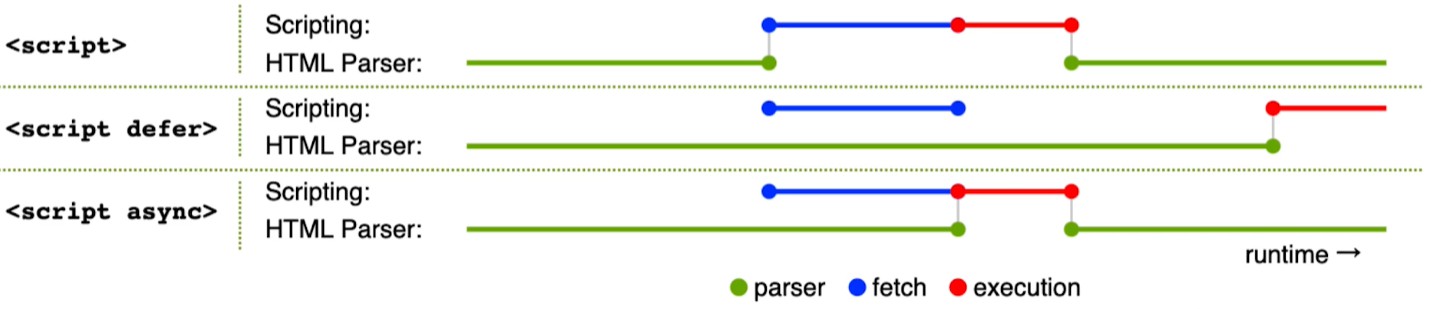 <script>
Scripting:
HTML Parser:
<script defer>
Scripting:
HTML Parser:
<script async>
Scripting:
HTML Parser:
runtime →
parser fetch execution